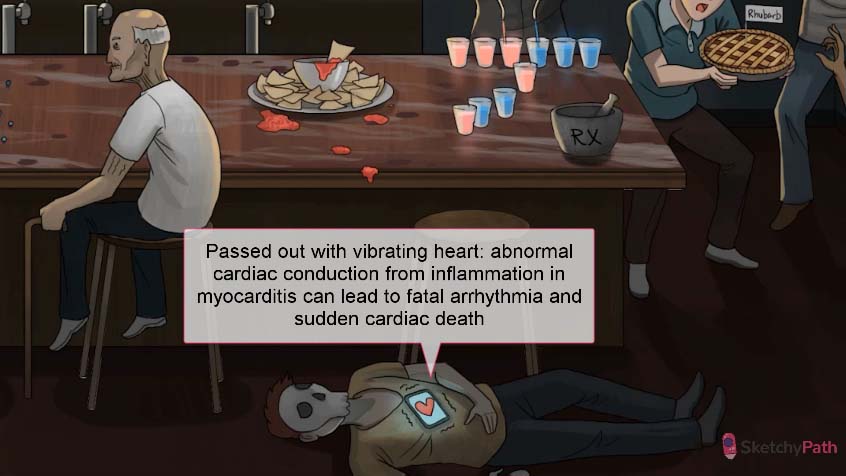 Rhubarb
RX
Passed out with vibrating heart: abnormal
cardiac conduction from inflammation in
myocarditis can lead to fatal arrhythmia and
sudden cardiac death
SketchyPath